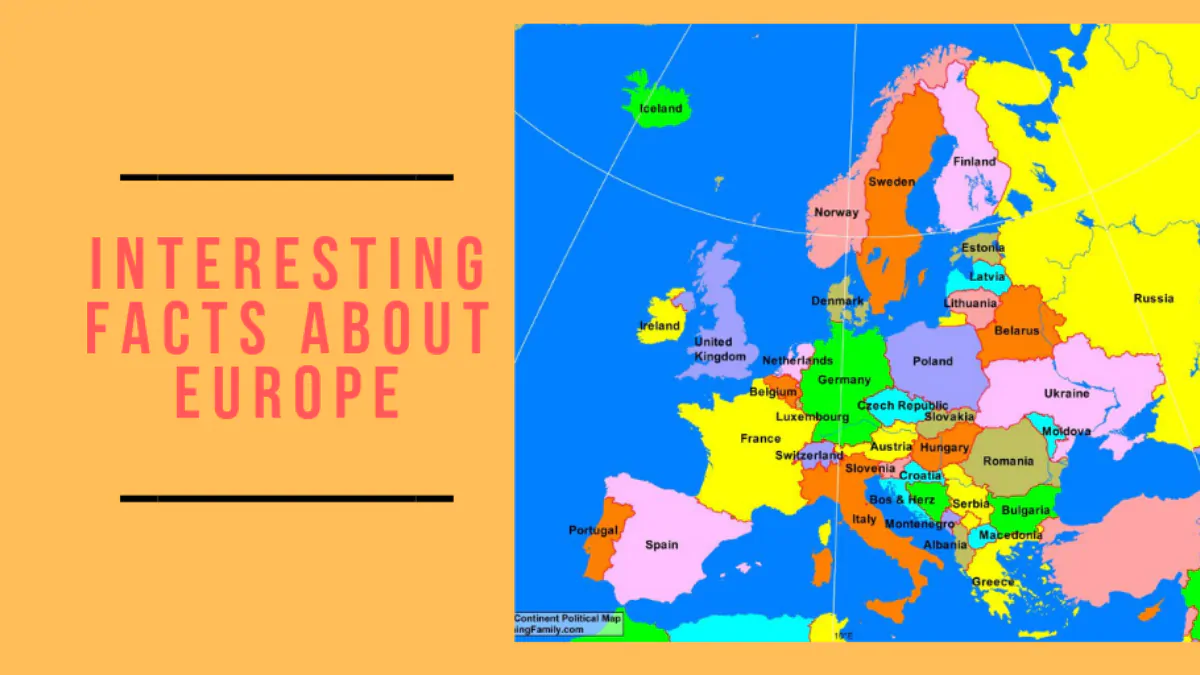 INTERESTING
FACTS ABOUT
EUROPE
Iceland
Finland
Sweden
Norway
Estonia
Latvia
Russia
Denmark
Lithuania
Ireland
Belarus
United
Kingdom
Netherlands
Poland
Germany
Belgium
Ukraine
Czech Republic
Luxembourg
Slovakia
Moldova
France
Austria
Hungary
Switzerland
Romania
Slovenia
Croatia
Bos & Herz
Serbia
Bulgaria
Italy
Montenegro
Portugal
Macedonia
Spain
Albania
Greece
Continent Political Map
ingFamily.com
10°E